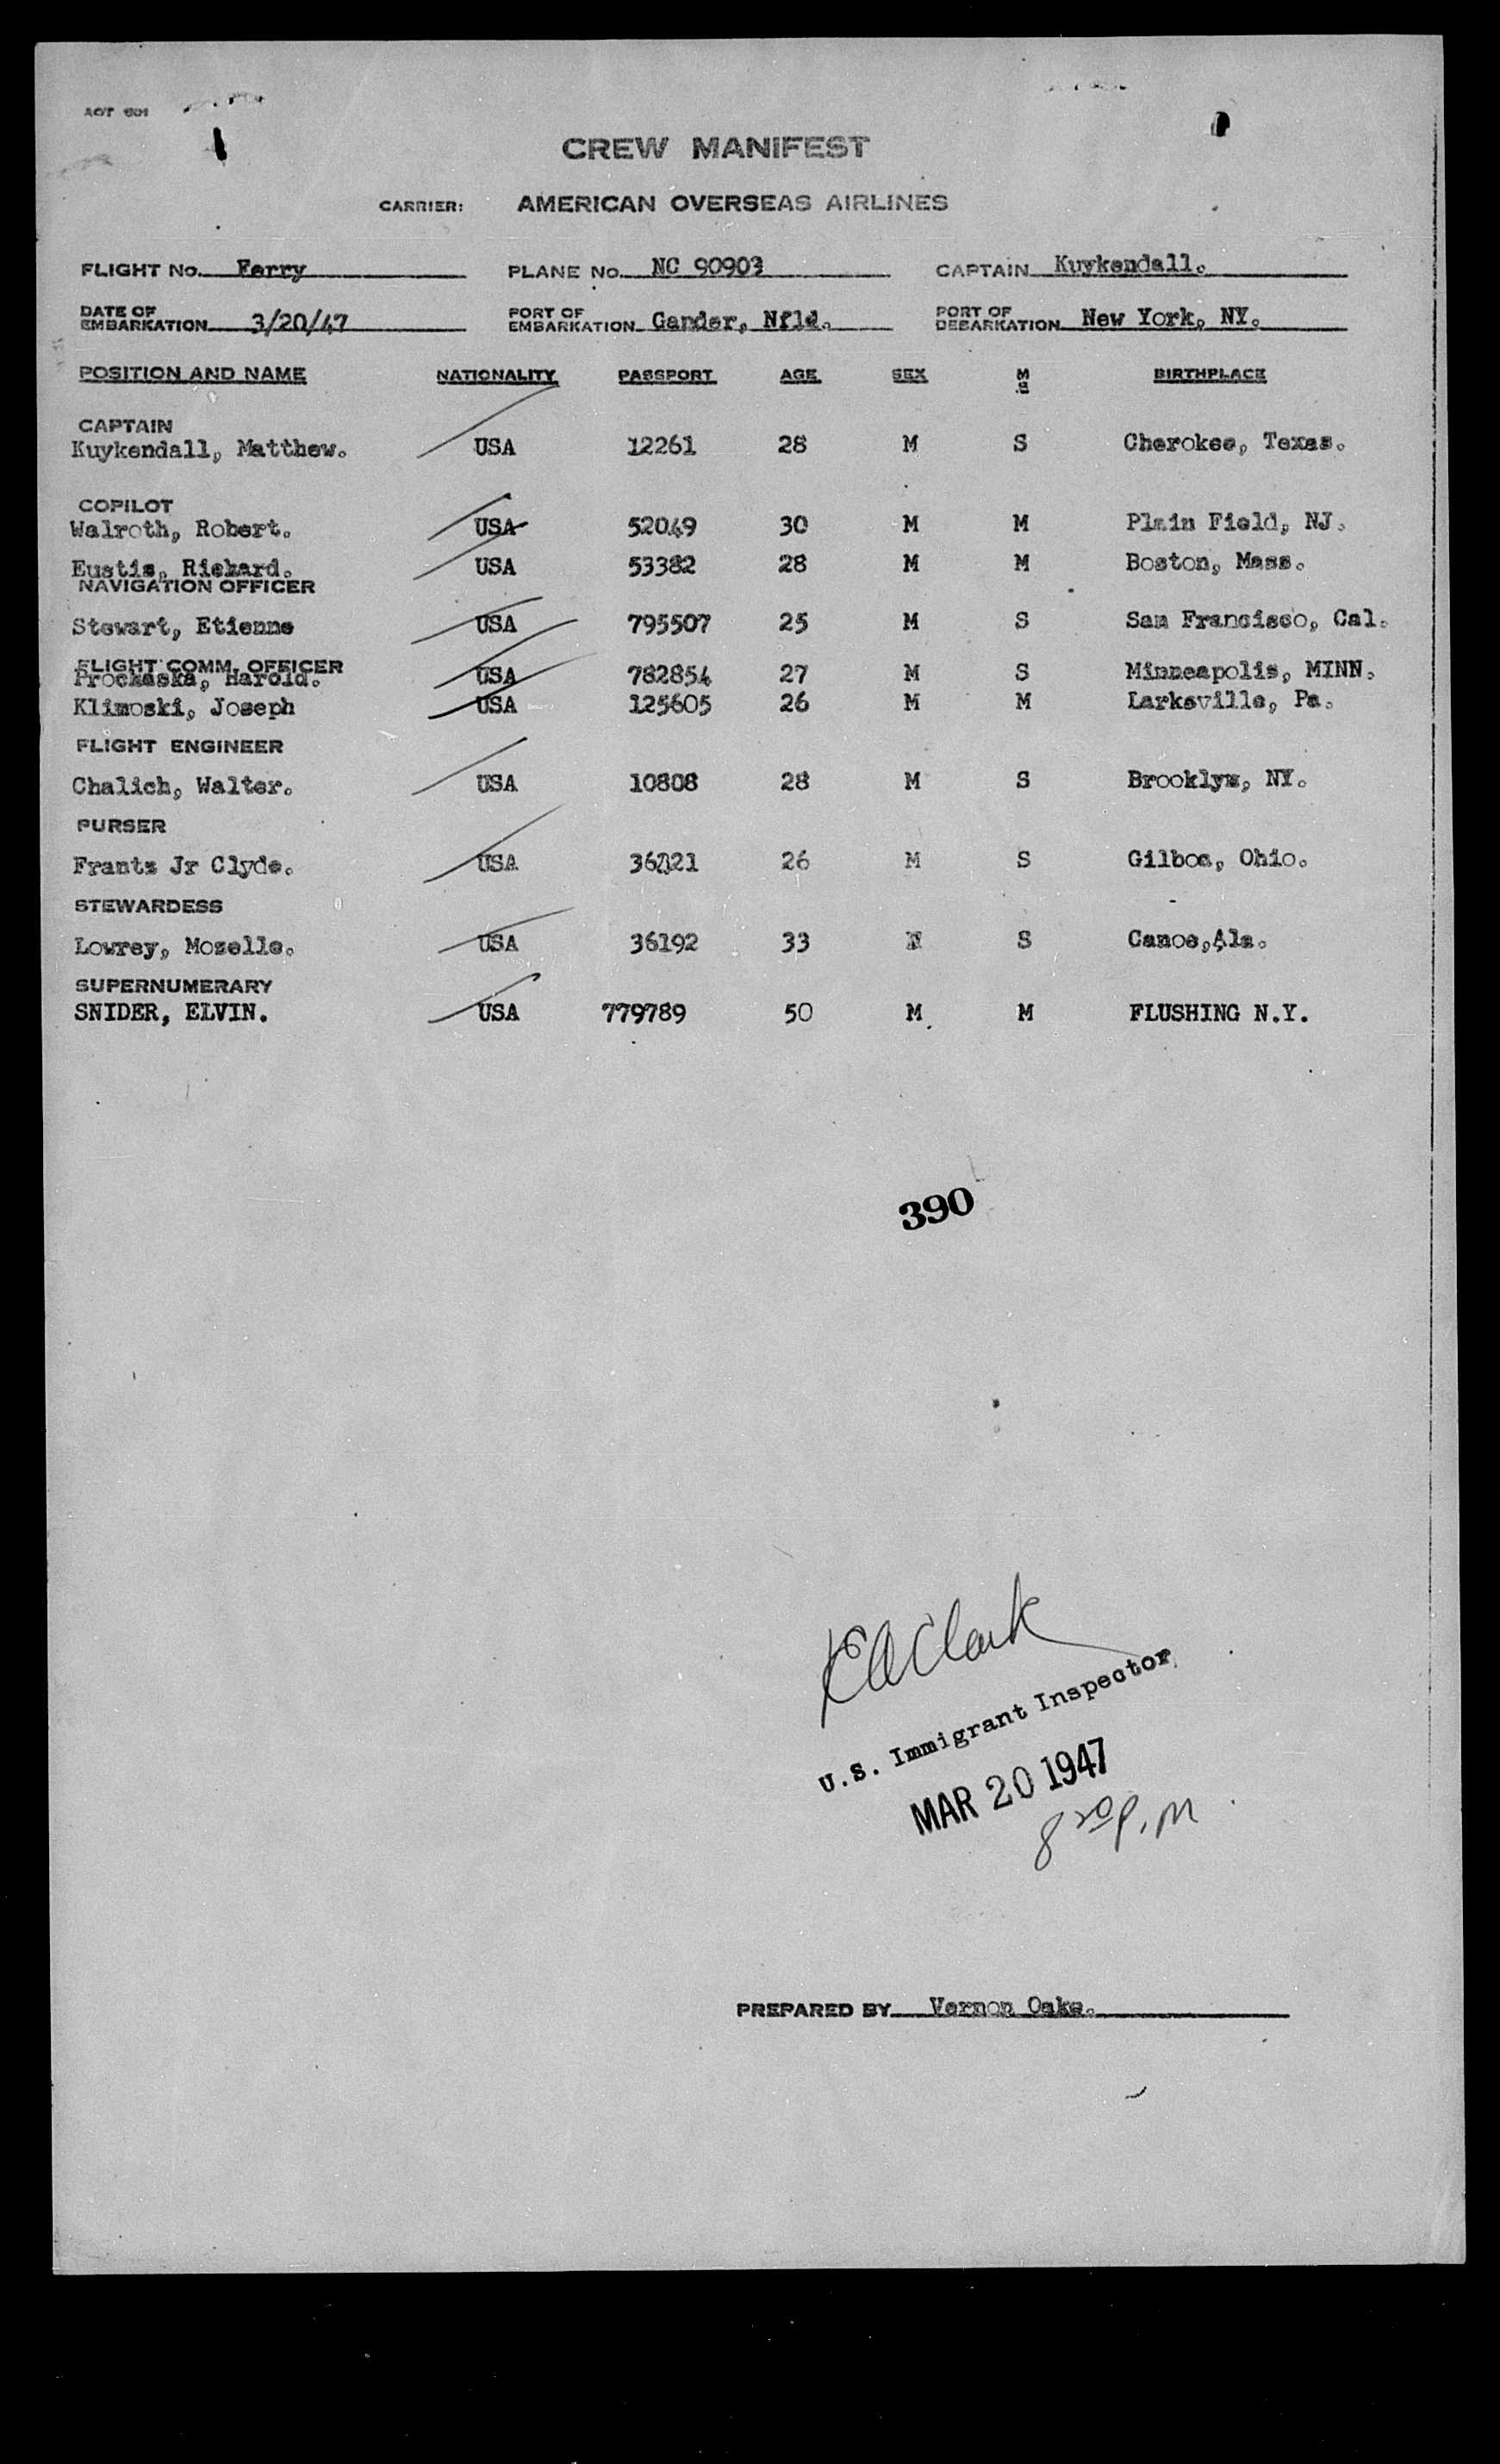 CREW MANIFEST
CARRIER: AMERICAN OVERSEAS AIRLINES
FLIGHT No. Ferry PLANE No. NC 90903 CAPTAIN Kuykendall.
DATE OF EMBARKATION 3/20/47 PORT OF EMBARKATION Gander, Nfld. PORT OF DEBARKATION New York, NY.
POSITION AND NAME NATIONALITY PASSPORT AGE SEX M S BIRTHPLACE
CAPTAIN
Kuykendall, Matthew. USA 12261 28 M S Cherokee, Texas.
COPILOT
Walroth, Robert. USA 52049 30 M M Plain Field, NJ.
Eustis, Richard. USA 53382 28 M M Boston, Mass.
NAVIGATION OFFICER
Stewart, Etienne USA 795507 25 M S San Francisco, Cal.
FLIGHT COMM. OFFICER
Prochaska, Harold. USA 782854 27 M S Minneapolis, MINN.
Klimoski, Joseph USA 125605 26 M M Larksville, Pa.
FLIGHT ENGINEER
Chalich, Walter. USA 10808 28 M S Brooklyn, NY.
PURSER
Frantz Jr Clyde. USA 26 M S Gilboa, Ohio.
STEWARDESS
Lowrey, Mozelle. USA 36192 33 F S Canoe,Ala.
SUPERNUMERARY
SNIDER, ELVIN. USA 779789 50 M M FLUSHING N.Y.
390
EAClark
U.S. Immigrant Inspector
MAR 20 1947
8 20 P.M
PREPARED BY Vernon Oake.